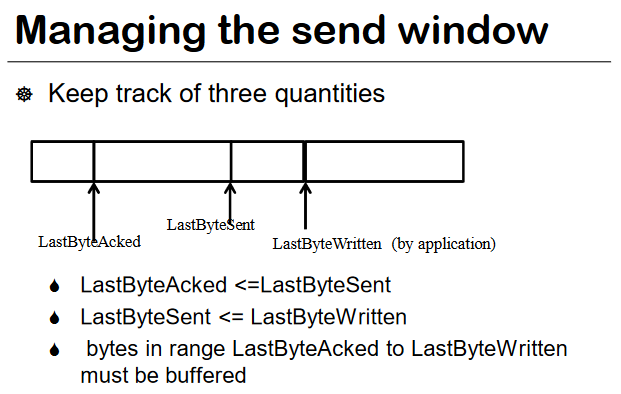 Managing the send window
Keep track of three quantities
LastByteSent
LastByteAcked
LastByteWritten (by application)
LastByteAcked <=LastByteSent
LastByteSent <= LastByteWritten
bytes in range LastByteAcked to LastByteWritten
must be buffered